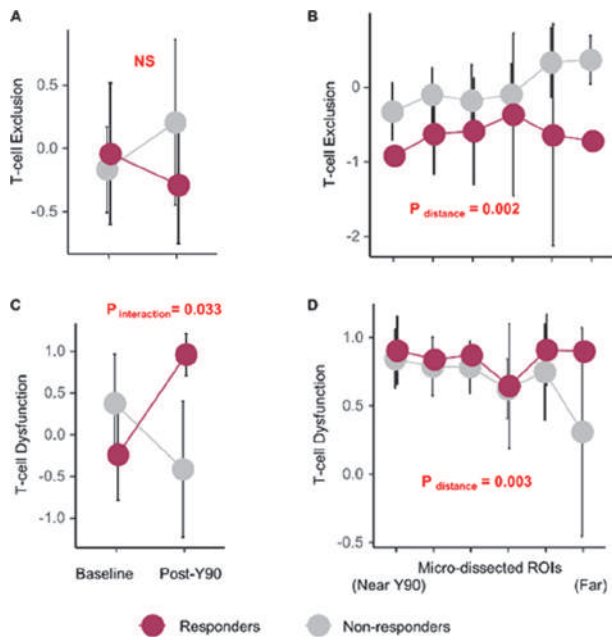 A
NS
T-cell Exclusion
0.5
0.0
-0.5
B
T-cell Exclusion
0
-1
-2
P distance = 0.002
C
P interaction = 0.033
T-cell Dysfunction
1.0
0.5
0.0
-0.5
-1.0
Baseline Post-Y90
D
T-cell Dysfunction
1.0
0.5
0.0
-0.5
P distance = 0.003
Micro-dissected ROIs
(Near Y90) (Far)
Responders Non-responders